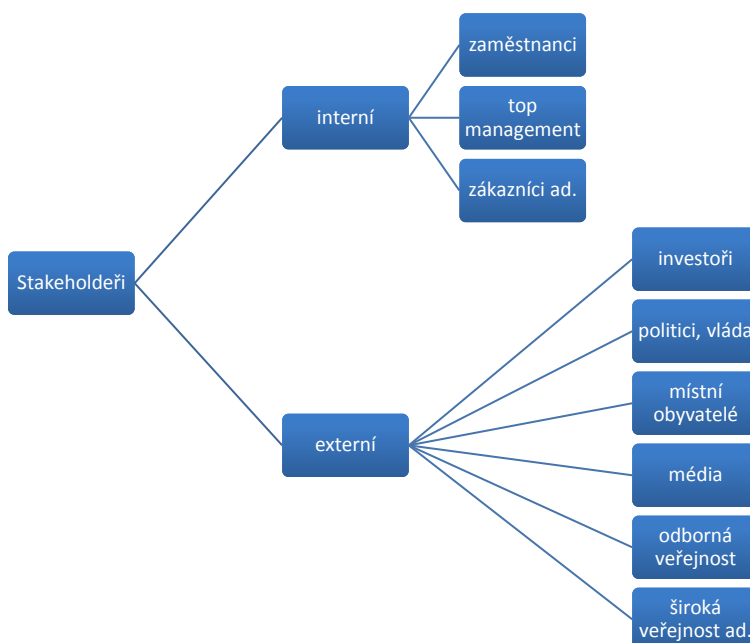 zaměstnanci
interní
top
management
zákazníci ad.
Stakeholdeři
investoři
politici, vláda
místní
obyvatelé
externí
média
odborná
veřejnost
široká
veřejnost ad.